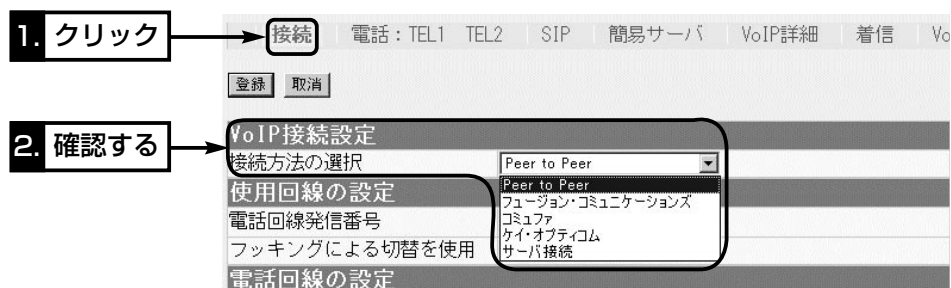 1. クリック
接続 電話：TEL1 TEL2 SIP 簡易サーバ VoIP詳細 着信 Vo
登録 取消
2. 確認する
VoIP接続設定
接続方法の選択 Peer to Peer
Peer to Peer
フュージョン・コミュニケーションズ
コミュファ
ケイ・オプティコム
サーバ接続
使用回線の設定
電話回線発信番号
フッキングによる切替を使用
電話回線の設定